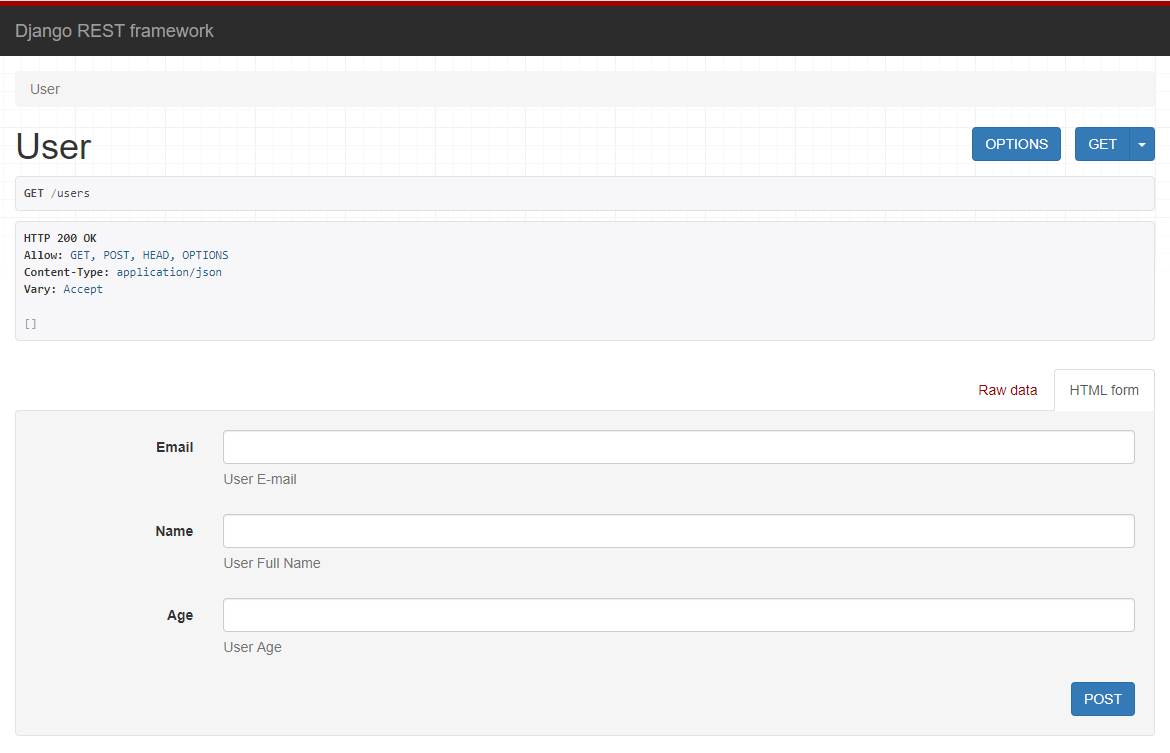 Django REST framework
User
User
OPTIONS
GET
GET /users
HTTP 200 OK
Allow: GET, POST, HEAD, OPTIONS
Content-Type: application/json
Vary: Accept
[]
Raw data
HTML form
Email
User E-mail
Name
User Full Name
Age
User Age
POST